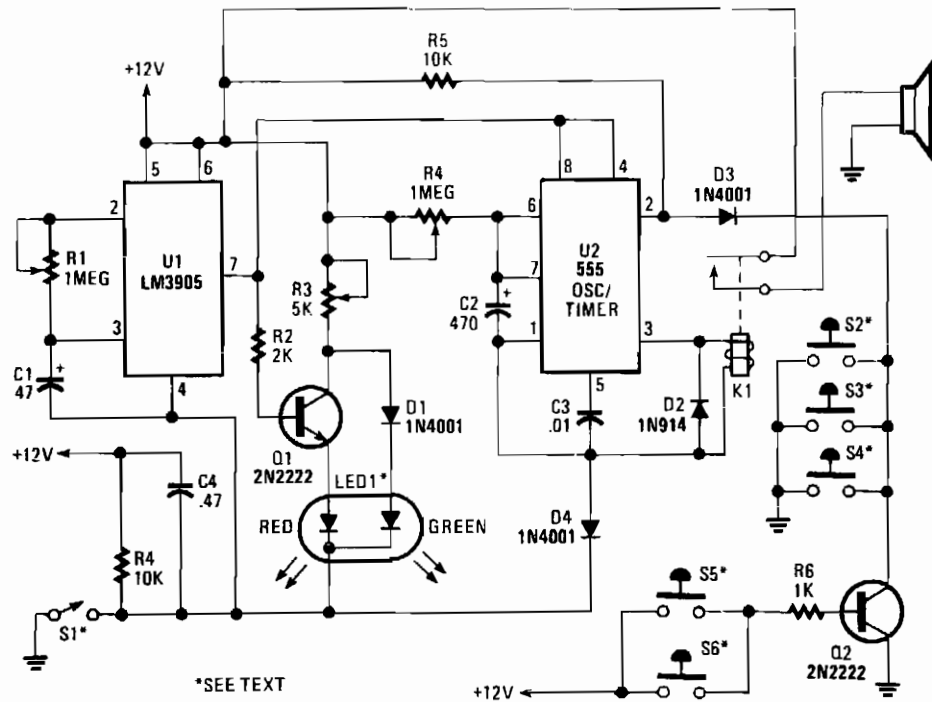 R5
10K
+12V
5
6
8
4
R4
1MEG
D3
1N4001
2
6
2
R1
1MEG
U1
LM3905
7
U2
555
OSC/
TIMER
7
R3
5K
C2
470
+
3
R2
2K
1
3
S2*
C1
47
+
4
5
K1
D1
1N4001
C3
.01
D2
1N914
S3*
+12V
Q1
2N2222
S4*
C4
.47
LED1*
RED
GREEN
D4
1N4001
R4
10K
S5*
R6
1K
S1*
S6*
Q2
2N2222
*SEE TEXT
+12V